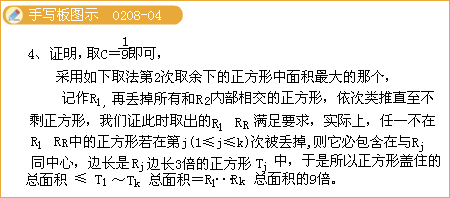 手写板图示 0208-04
4、证明,取C=1/9即可,
采用如下取法第2次取余下的正方形中面积最大的那个,
记作R1,再丢掉所有和R2内部相交的正方形,依次类推直至不
剩正方形,我们证此时取出的R1 RR满足要求,实际上,任一不在
R1 RR中的正方形若在第j(1≤j≤k)次被丢掉,则它必包含在与Rj
同中心,边长是Rj边长3倍的正方形Tj中,于是所以正方形盖住的
总面积 ≤ T1～Tk 总面积=R1··Rk 总面积的9倍。